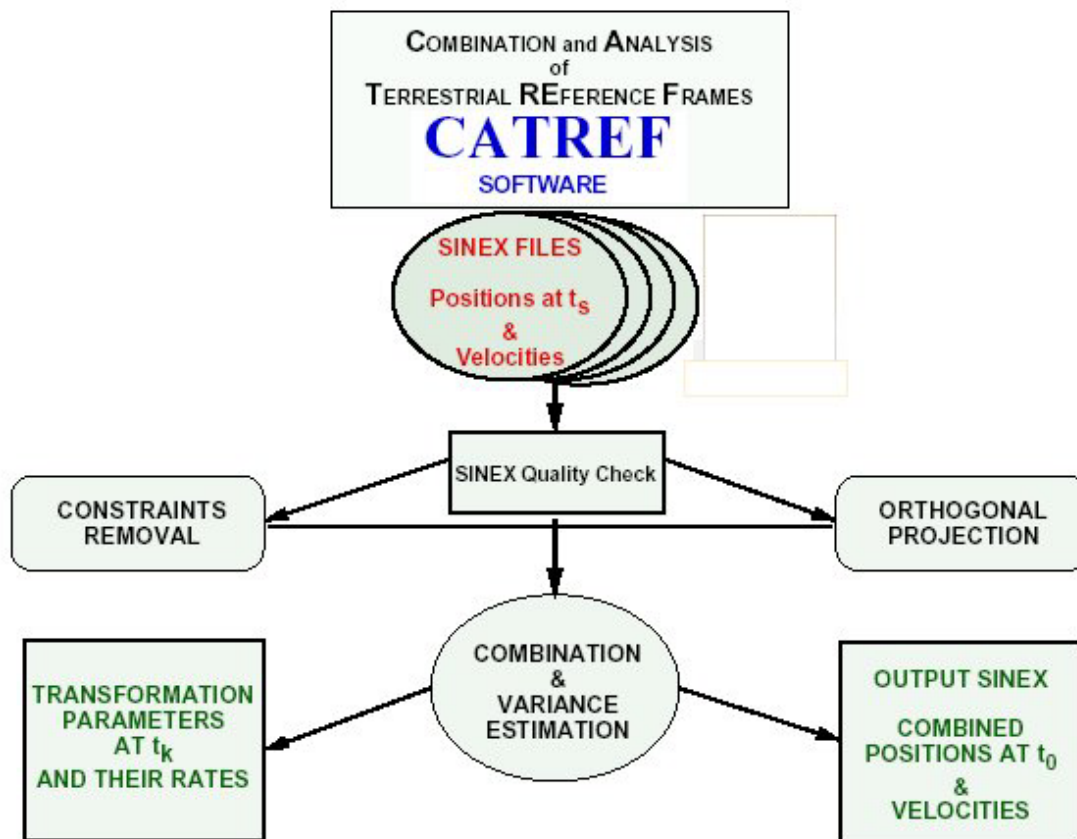 COMBINATION and ANALYSIS
of
TERRESTRIAL REFERENCE FRAMES
CATREF
SOFTWARE
SINEX FILES
Positions at ts
&
Velocities
SINEX Quality Check
CONSTRAINTS
REMOVAL
ORTHOGONAL
PROJECTION
COMBINATION
&
VARIANCE
ESTIMATION
TRANSFORMATION
PARAMETERS
AT tk
AND THEIR RATES
OUTPUT SINEX
COMBINED
POSITIONS AT t0
&
VELOCITIES